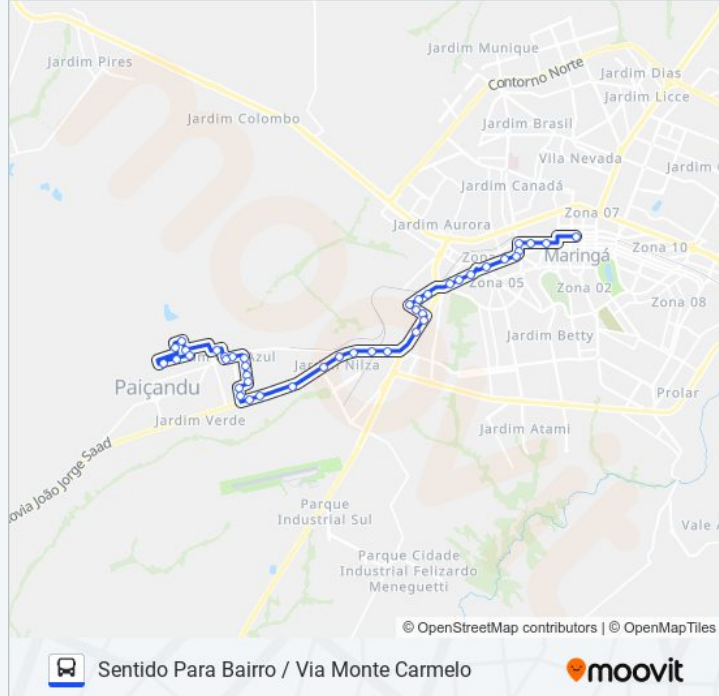 Jardim Munique
Jardim Pires
Contorno Norte
Jardim Dias
Jardim Licce
Jardim Colombo
Jardim Brasil
Vila Nevada
Jardim
Jardim Canadá
Jardim Aurora
Zona 07
Zona 10
Maringá
Zona 05
Zona 02
Zona 08
Jardim Betty
Azul
Jardim Nilza
Paiçandu
Prolar
Jardim Verde
Jardim Atami
ovia João Jorge Saad
Parque
Industrial Sul
Vale A
Parque Cidade
Industrial Felizardo
Meneguetti
moovit
© OpenStreetMap contributors | © OpenMapTiles
Sentido Para Bairro / Via Monte Carmelo
moovit